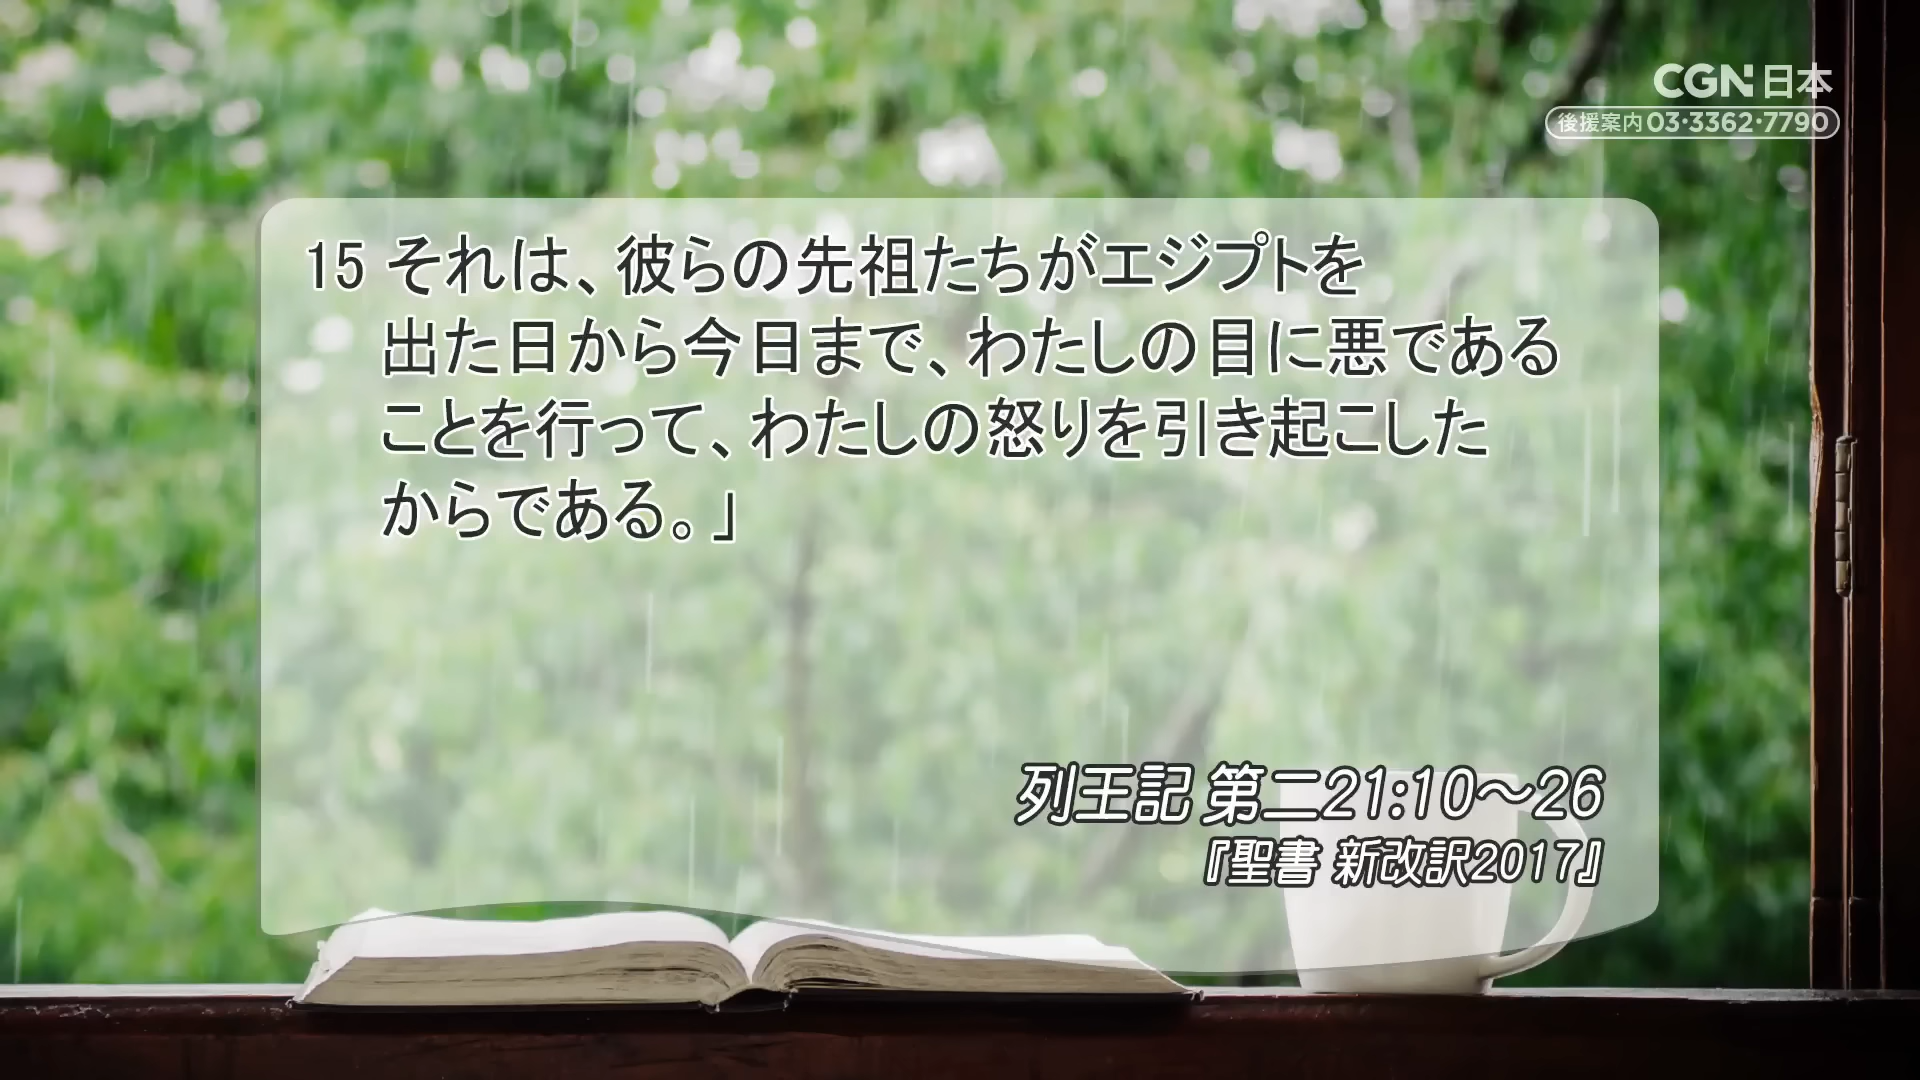 CGN日本
後援案内 03·3362·7790
15 それは、彼らの先祖たちがエジプトを
出た日から今日まで、わたしの目に悪である
ことを行って、わたしの怒りを引き起こした
からである。」
列王記 第二21:10～26
『聖書 新改訳2017』